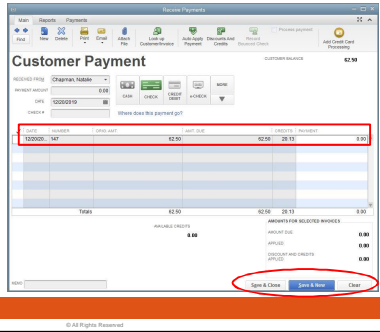 Receive Payments
Main Reports Payments
Find New Delete Print Email Attach File Look up Customer/Invoice Auto Apply Payment Discounts And Credits Record Bounced Check Process payment Add Credit Card Processing
Customer Payment
CUSTOMER BALANCE 62.50
RECEIVED FROM Chapman, Natalie
PAYMENT AMOUNT 0.00
DATE 12/20/2019
CHECK #
CASH CHECK CREDIT DEBIT e-CHECK MORE
Where does this payment go?
✓ DATE NUMBER ORIG. AMT. AMT. DUE CREDITS PAYMENT
12/20/20... 147 62.50 62.50 20.13 0.00
Totals 62.50 62.50 20.13 0.00
AVAILABLE CREDITS
0.00
AMOUNTS FOR SELECTED INVOICES
AMOUNT DUE 0.00
APPLIED 0.00
DISCOUNT AND CREDITS APPLIED 0.00
MEMO
Save & Close Save & New Clear
© All Rights Reserved